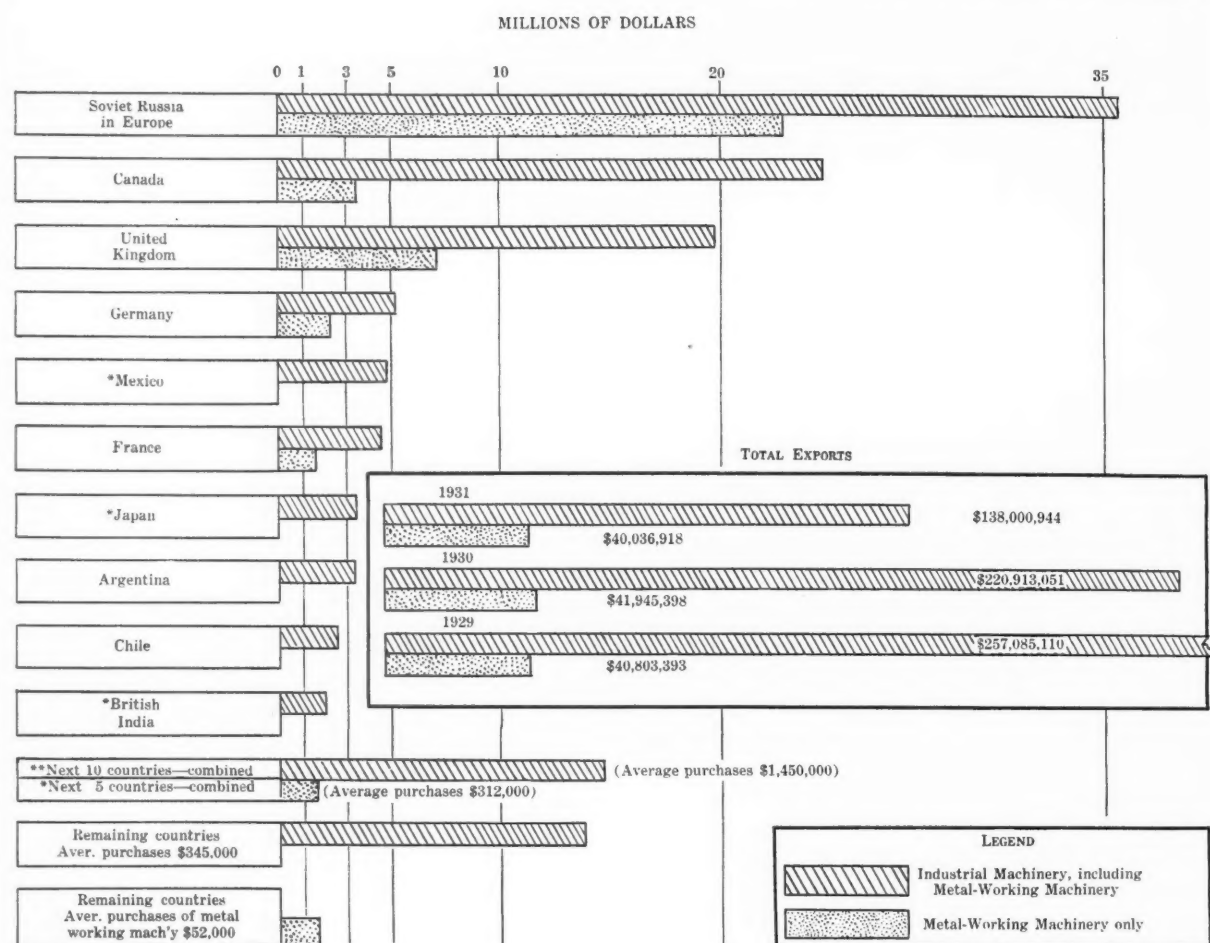 MILLIONS OF DOLLARS
0 1 3 5 10 20 35
Soviet Russia
in Europe
Canada
United
Kingdom
Germany
*Mexico
France
*Japan
Argentina
Chile
*British
India
TOTAL EXPORTS
1931
$138,000,944
$40,036,918
1930
$220,913,051
$41,945,398
1929
$257,085,110
$40,803,393
**Next 10 countries—combined
(Average purchases $1,450,000)
*Next 5 countries—combined
(Average purchases $312,000)
Remaining countries
Aver. purchases $345,000
Remaining countries
Aver. purchases of metal
working mach'y $52,000
LEGEND
Industrial Machinery, including
Metal-Working Machinery
Metal-Working Machinery only